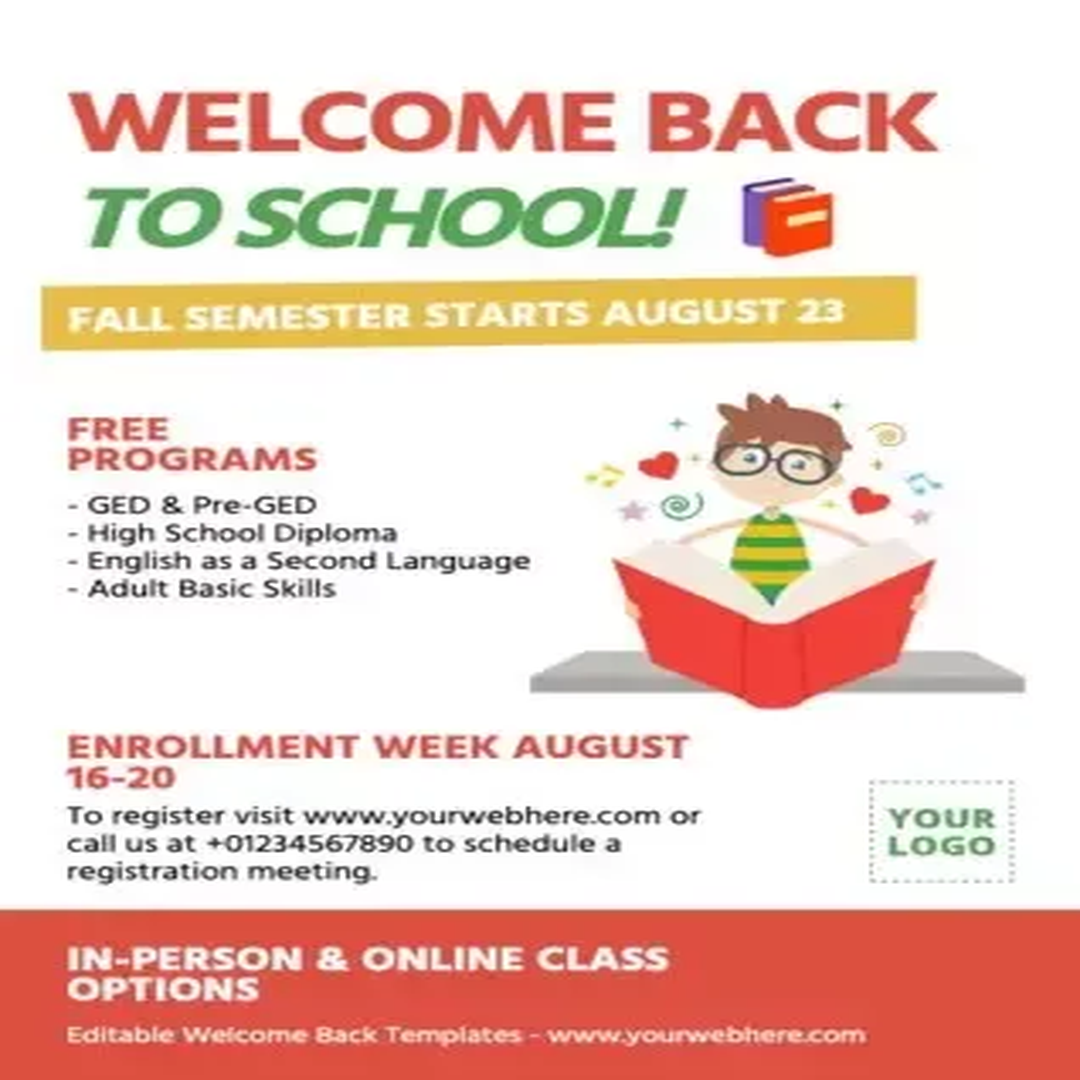 WELCOME BACK
TO SCHOOL!
FALL SEMESTER STARTS AUGUST 23
FREE
PROGRAMS
- GED & Pre-GED
- High School Diploma
- English as a Second Language
- Adult Basic Skills
ENROLLMENT WEEK AUGUST
16-20
To register visit www.yourwebhere.com or
call us at +01234567890 to schedule a
registration meeting.
YOUR
LOGO
IN-PERSON & ONLINE CLASS
OPTIONS
Editable Welcome Back Templates - www.yourwebhere.com